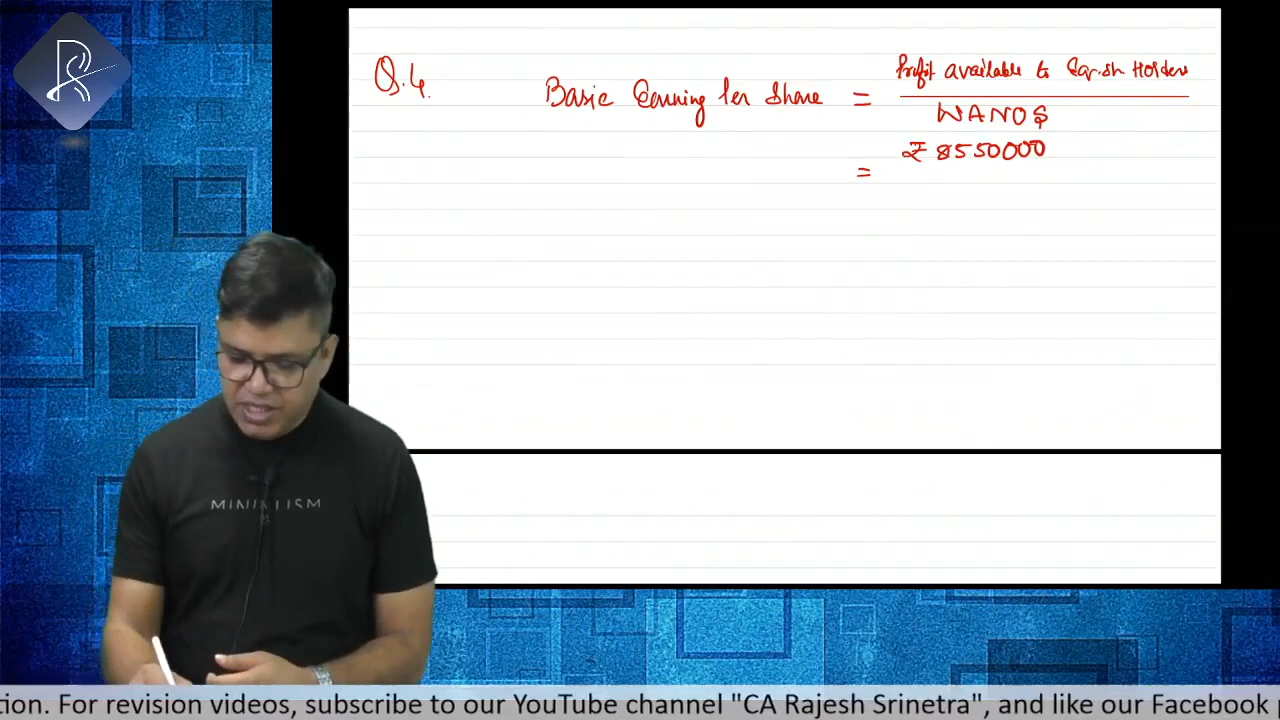 Q.4. Basic Earning Per Share = Profit available to Eq. sh. Holders
WANOS
= ₹ 8550000
MINIMALISM
tion. For revision videos, subscribe to our YouTube channel "CA Rajesh Srinetra", and like our Facebook p